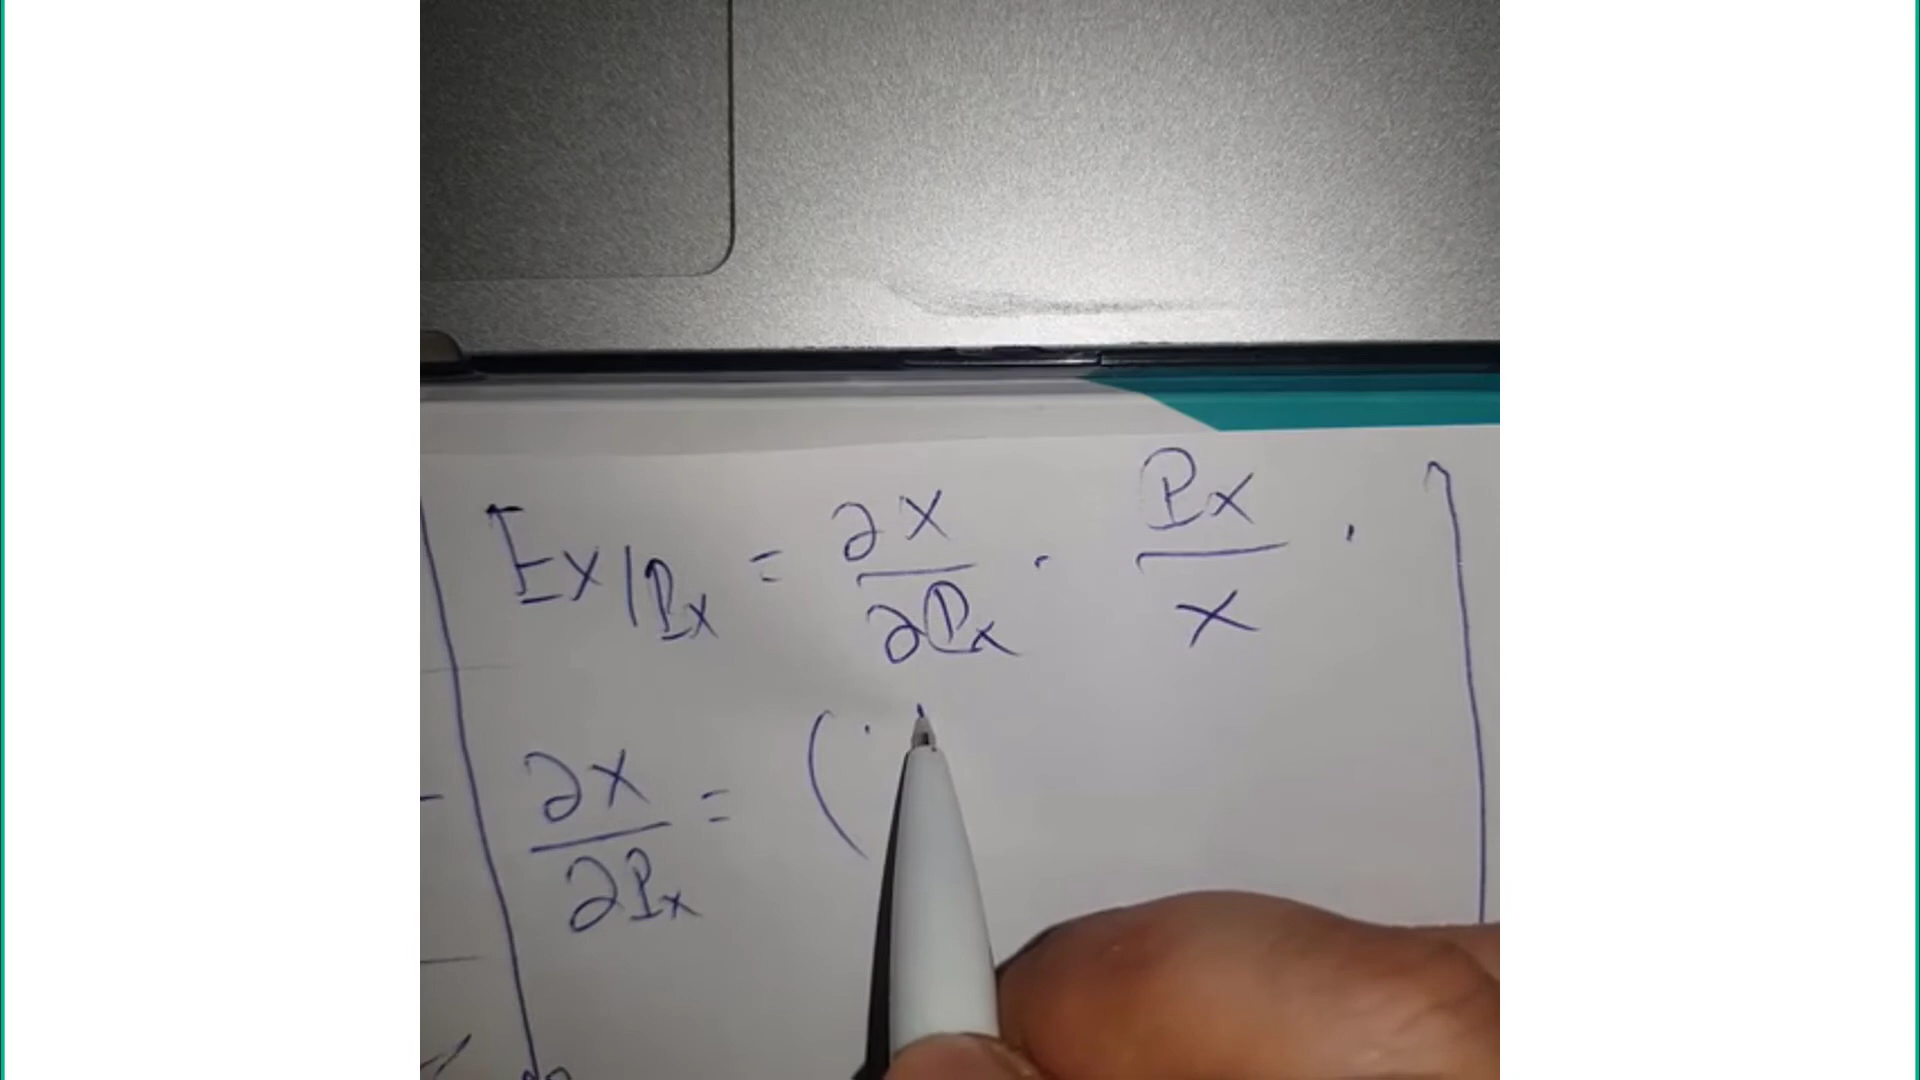 Ex/Px = ∂x/∂Px · Px/x ·
∂x/∂Px = (